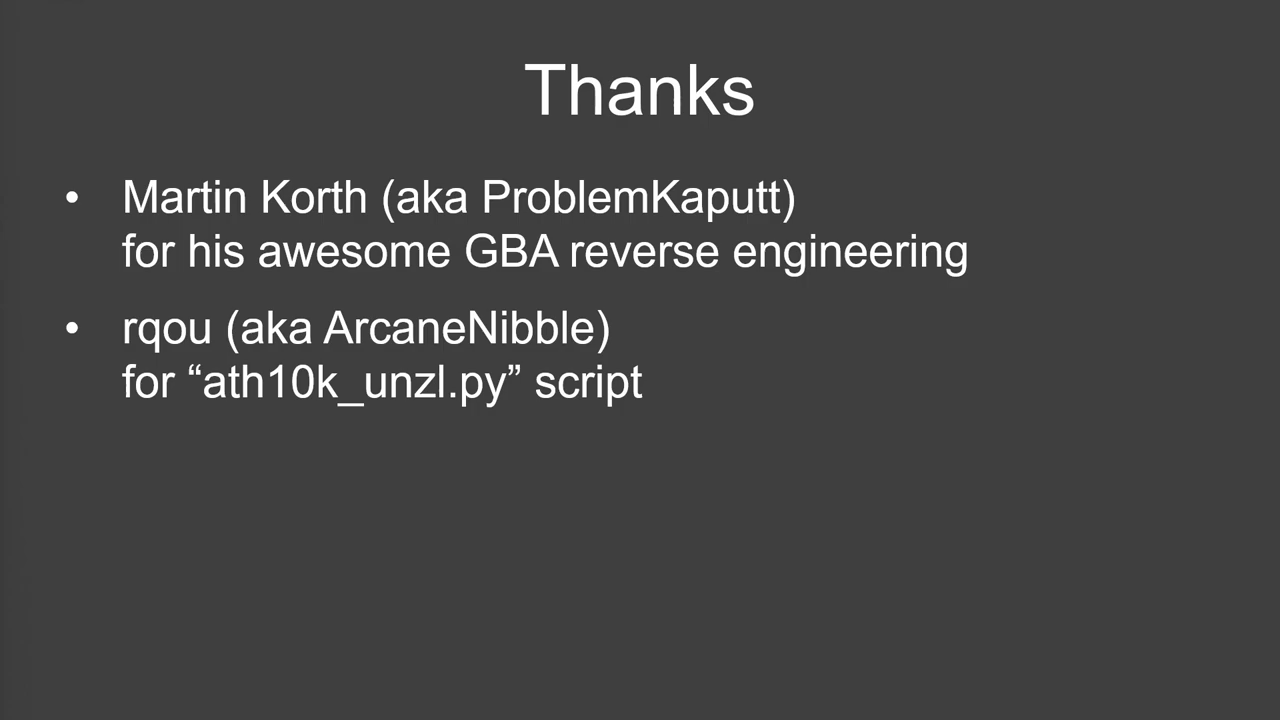 Thanks
• Martin Korth (aka ProblemKaputt)
for his awesome GBA reverse engineering
• rqou (aka ArcaneNibble)
for “ath10k_unzl.py” script